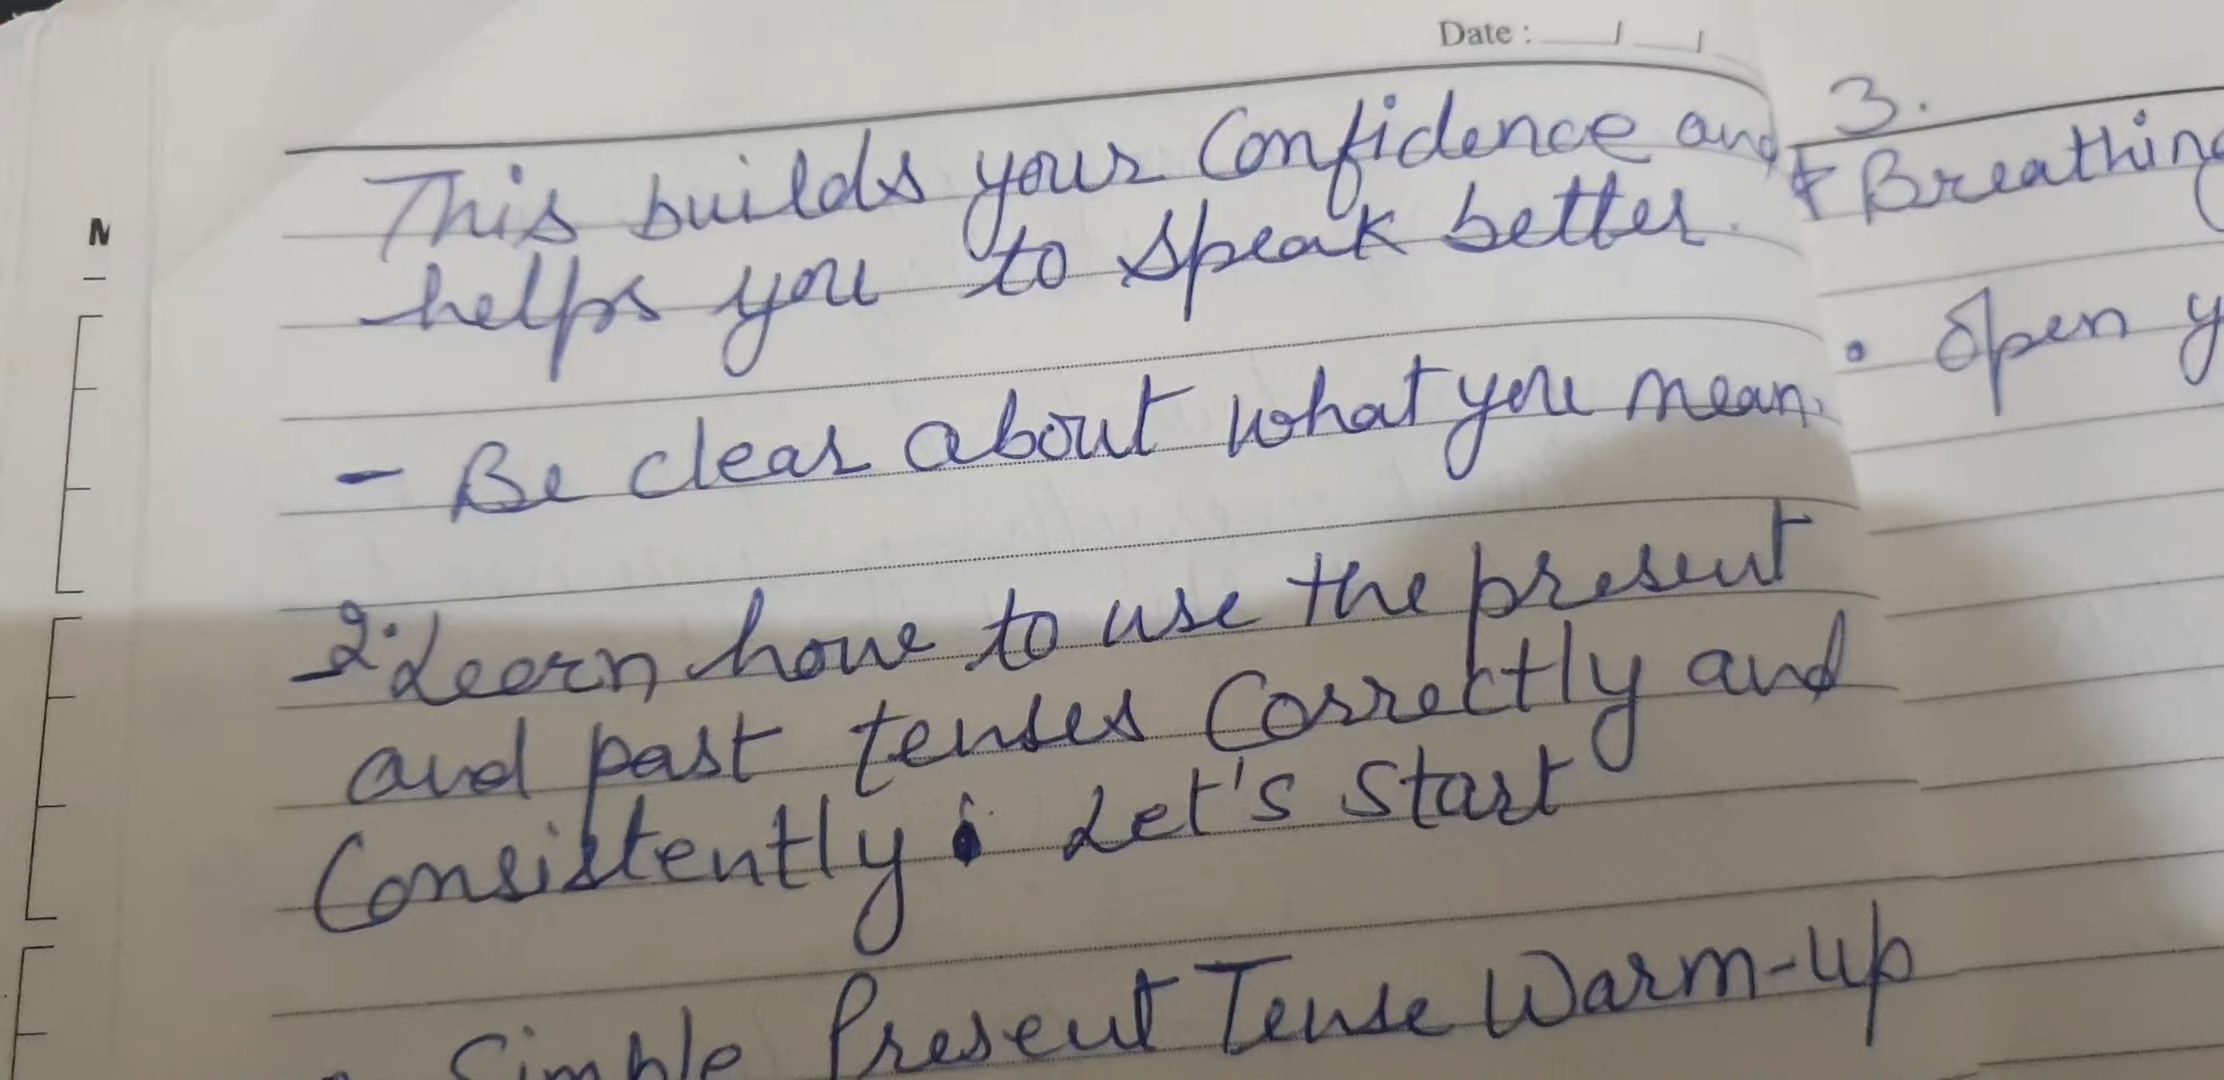 Date : __/__/
This builds your Confidence and
helps you to speak better.
- Be clear about what you mean.
2. Learn how to use the present
and past tenses Correctly and
Consistently. Let's start
Simple Present Tense Warm-up
3.
Breathing
• Open y
M